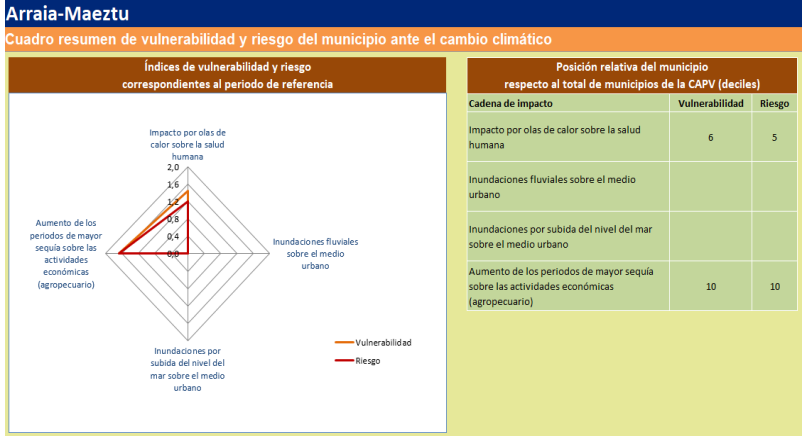 Arraia-Maeztu
Cuadro resumen de vulnerabilidad y riesgo del municipio ante el cambio climático
Índices de vulnerabilidad y riesgo
correspondientes al periodo de referencia
Impacto por olas de
calor sobre la salud
humana
2,0
1,6
1,2
0,8
0,4
0,0
Aumento de los
periodos de mayor
sequía sobre las
actividades
económicas
(agropecuario)
Inundaciones fluviales
sobre el medio
urbano
Inundaciones por
subida del nivel del
mar sobre el medio
urbano
Vulnerabilidad
Riesgo
Posición relativa del municipio
respecto al total de municipios de la CAPV (deciles)
Cadena de impacto Vulnerabilidad Riesgo
Impacto por olas de calor sobre la salud
humana
6 5
Inundaciones fluviales sobre el medio
urbano
Inundaciones por subida del nivel del mar
sobre el medio urbano
Aumento de los periodos de mayor sequía
sobre las actividades económicas
(agropecuario)
10 10